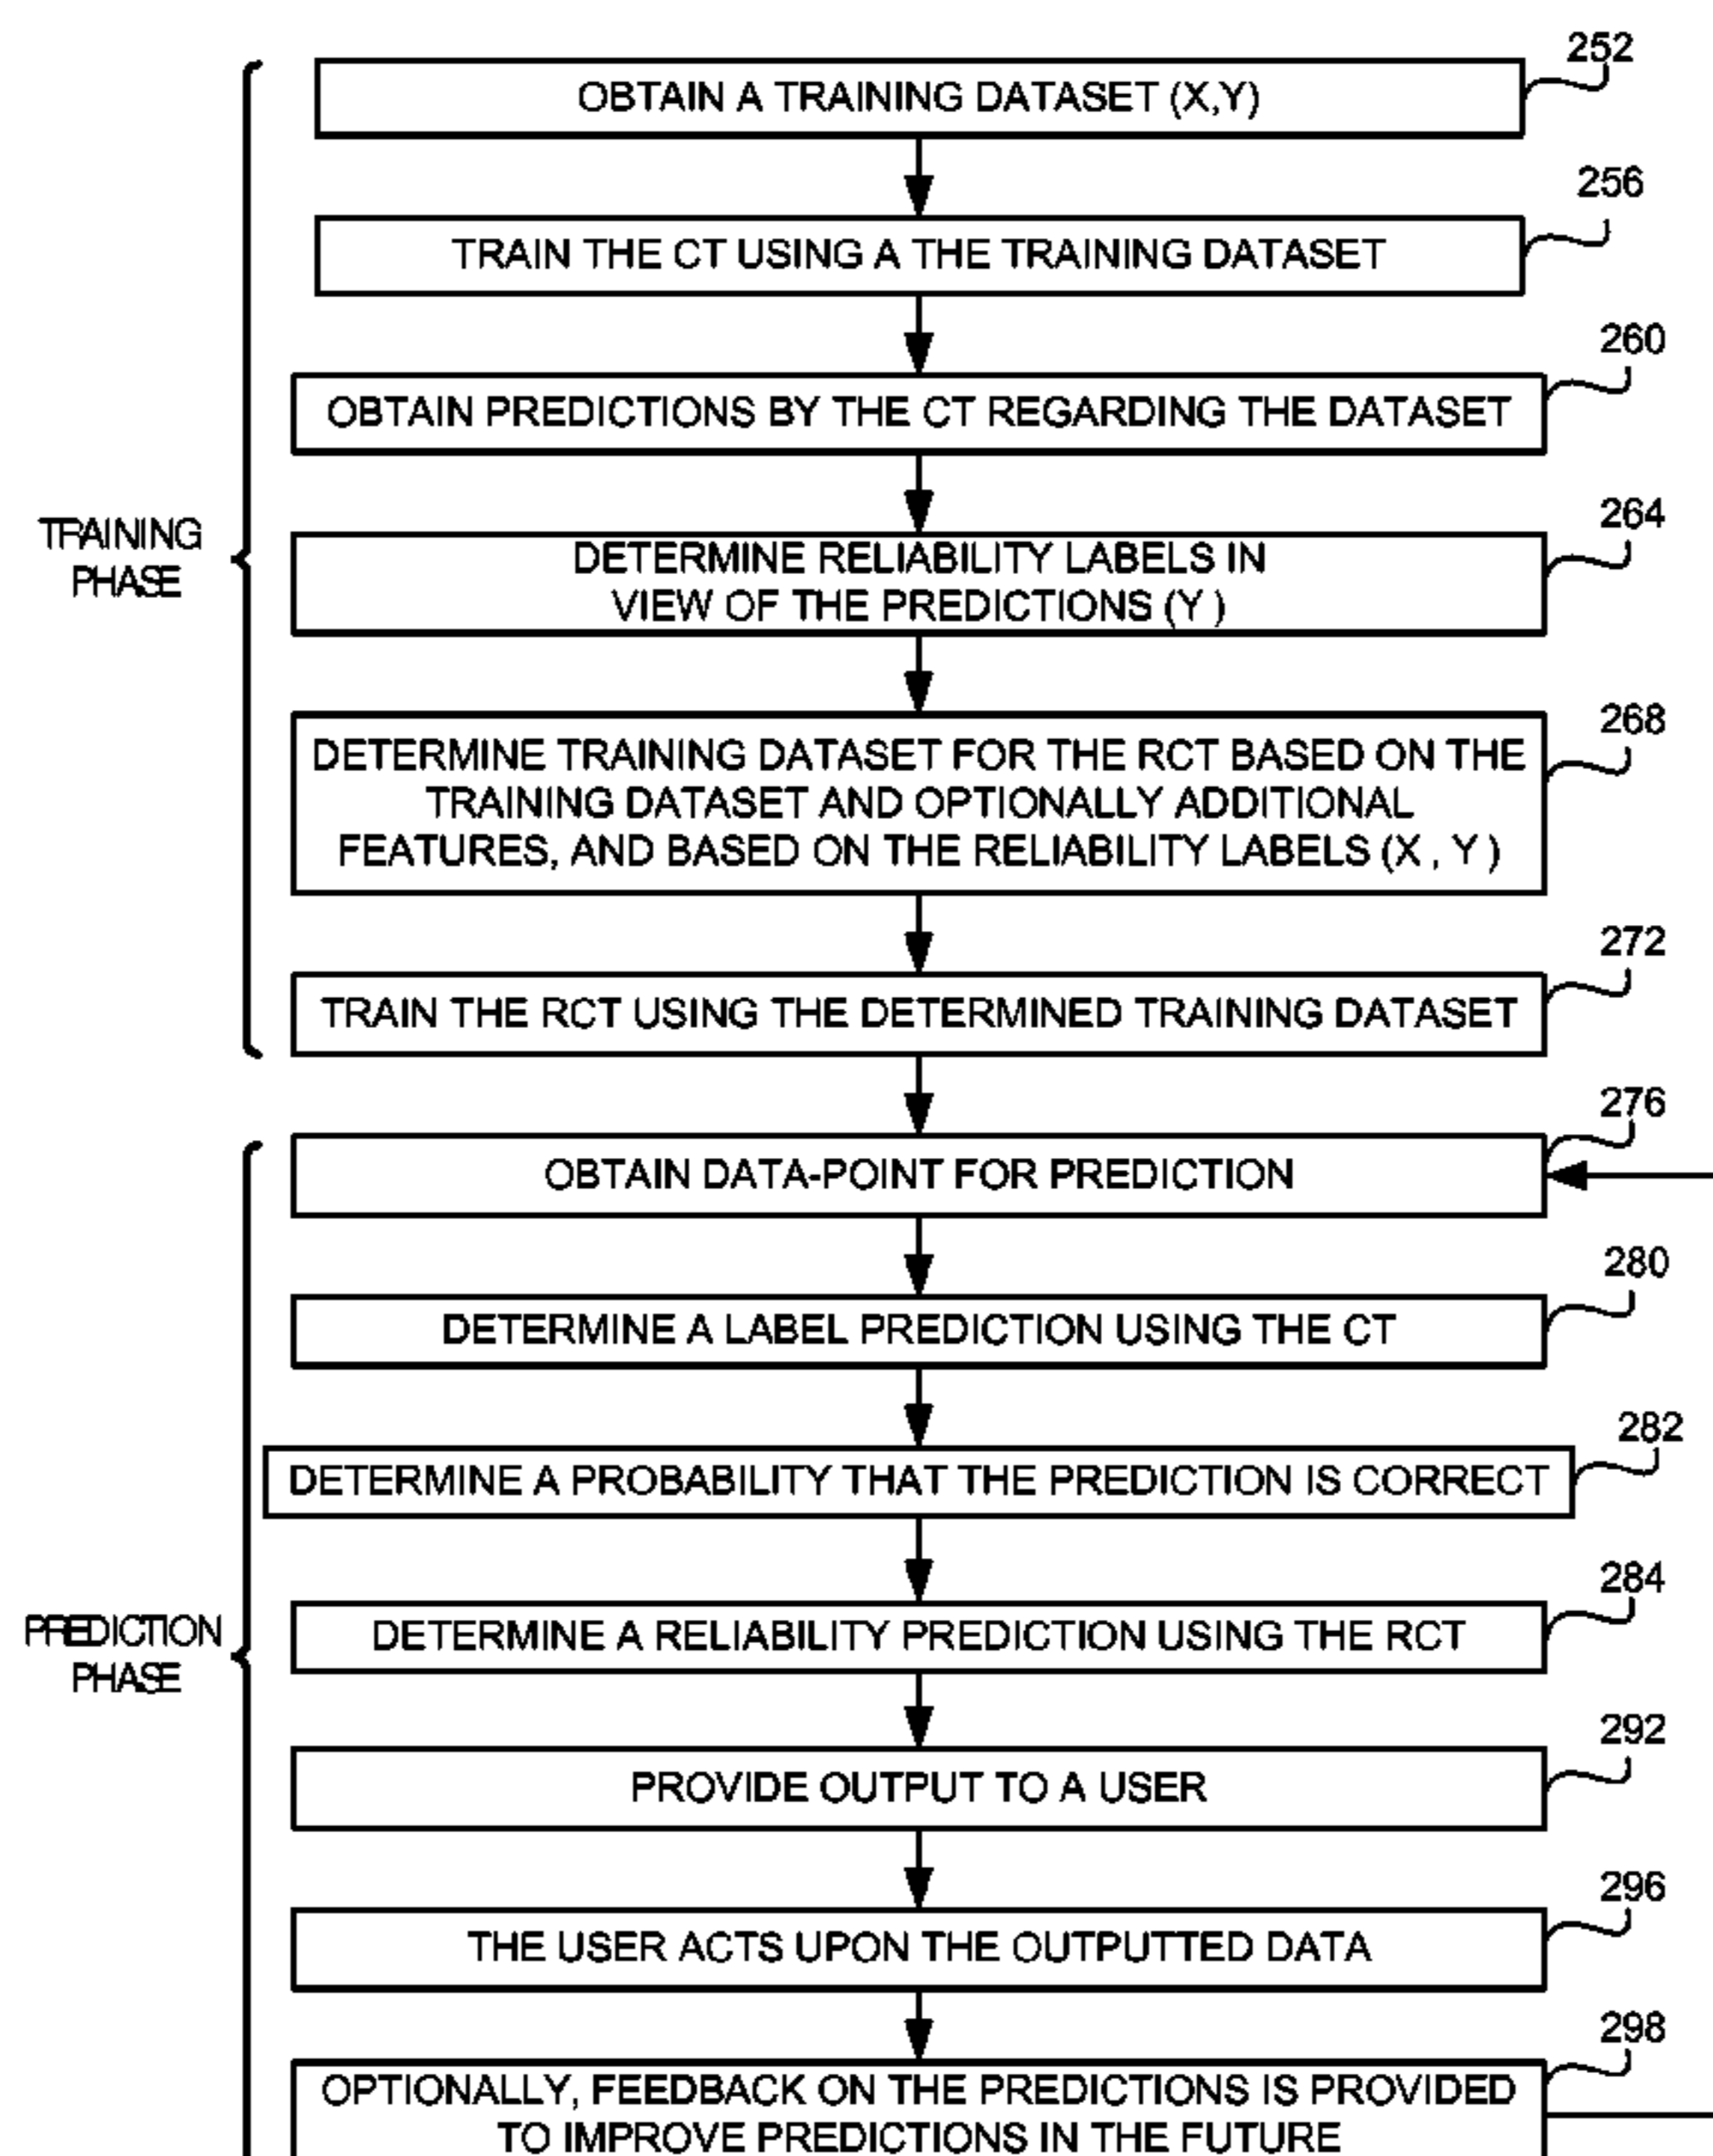 252
OBTAIN A TRAINING DATASET (X,Y)
256
TRAIN THE CT USING A THE TRAINING DATASET
260
OBTAIN PREDICTIONS BY THE CT REGARDING THE DATASET
264
TRAINING
PHASE
DETERMINE RELIABILITY LABELS IN
VIEW OF THE PREDICTIONS (Y )
268
DETERMINE TRAINING DATASET FOR THE RCT BASED ON THE
TRAINING DATASET AND OPTIONALLY ADDITIONAL
FEATURES, AND BASED ON THE RELIABILITY LABELS (X , Y )
272
TRAIN THE RCT USING THE DETERMINED TRAINING DATASET
276
OBTAIN DATA-POINT FOR PREDICTION
280
DETERMINE A LABEL PREDICTION USING THE CT
282
DETERMINE A PROBABILITY THAT THE PREDICTION IS CORRECT
284
PREDICTION
PHASE
DETERMINE A RELIABILITY PREDICTION USING THE RCT
292
PROVIDE OUTPUT TO A USER
296
THE USER ACTS UPON THE OUTPUTTED DATA
298
OPTIONALLY, FEEDBACK ON THE PREDICTIONS IS PROVIDED
TO IMPROVE PREDICTIONS IN THE FUTURE